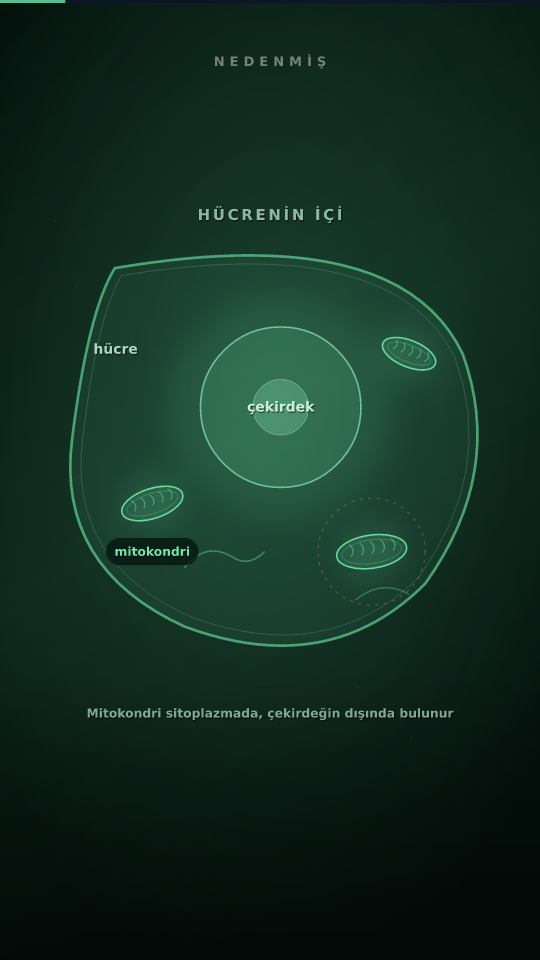 NEDENMİŞ
HÜCRENİN İÇİ
hücre
çekirdek
mitokondri
Mitokondri sitoplazmada, çekirdeğin dışında bulunur